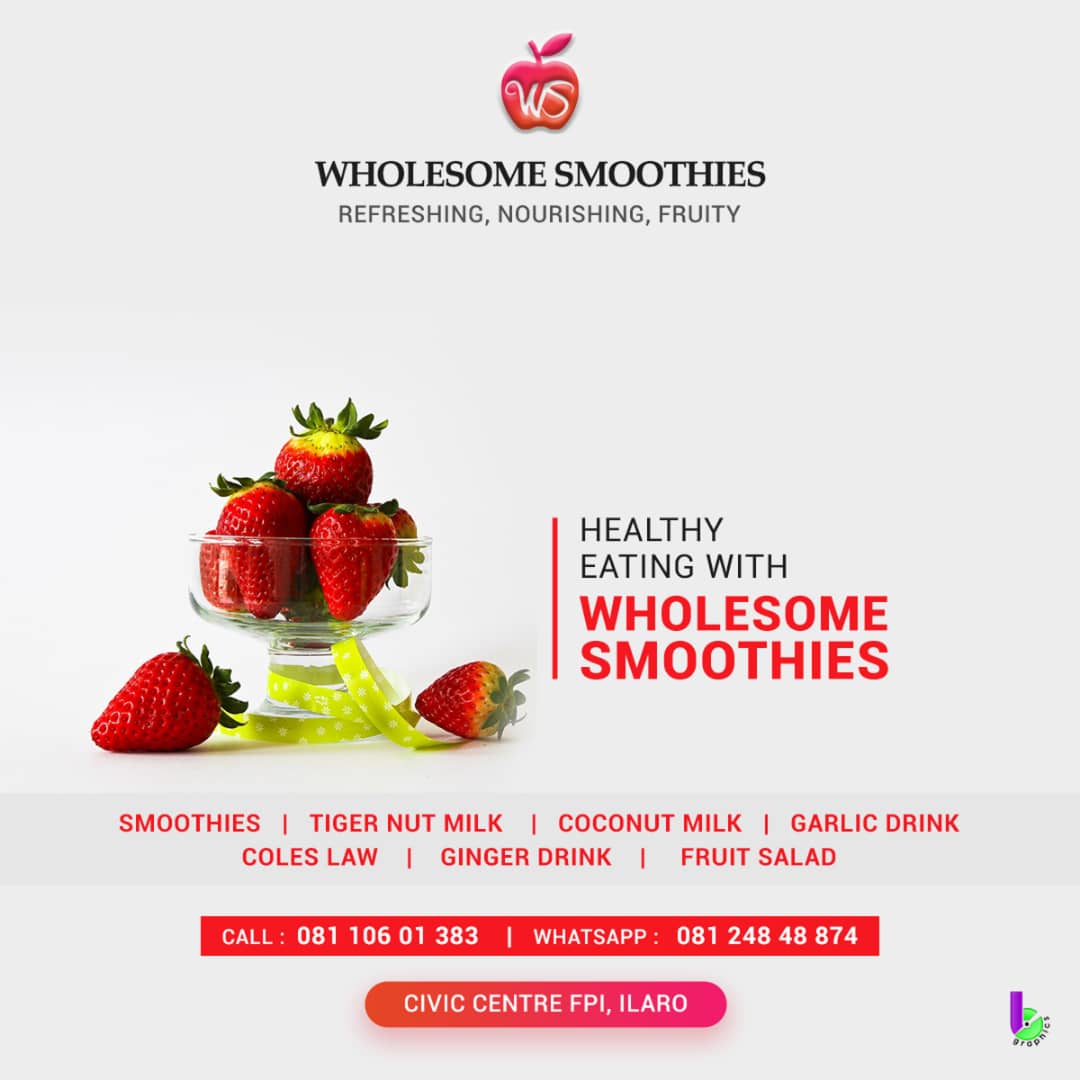 WS
WHOLESOME SMOOTHIES
REFRESHING, NOURISHING, FRUITY
HEALTHY
EATING WITH
WHOLESOME
SMOOTHIES
SMOOTHIES | TIGER NUT MILK | COCONUT MILK | GARLIC DRINK
COLES LAW | GINGER DRINK | FRUIT SALAD
CALL : 081 106 01 383 | WHATSAPP : 081 248 48 874
CIVIC CENTRE FPI, ILARO
graphics